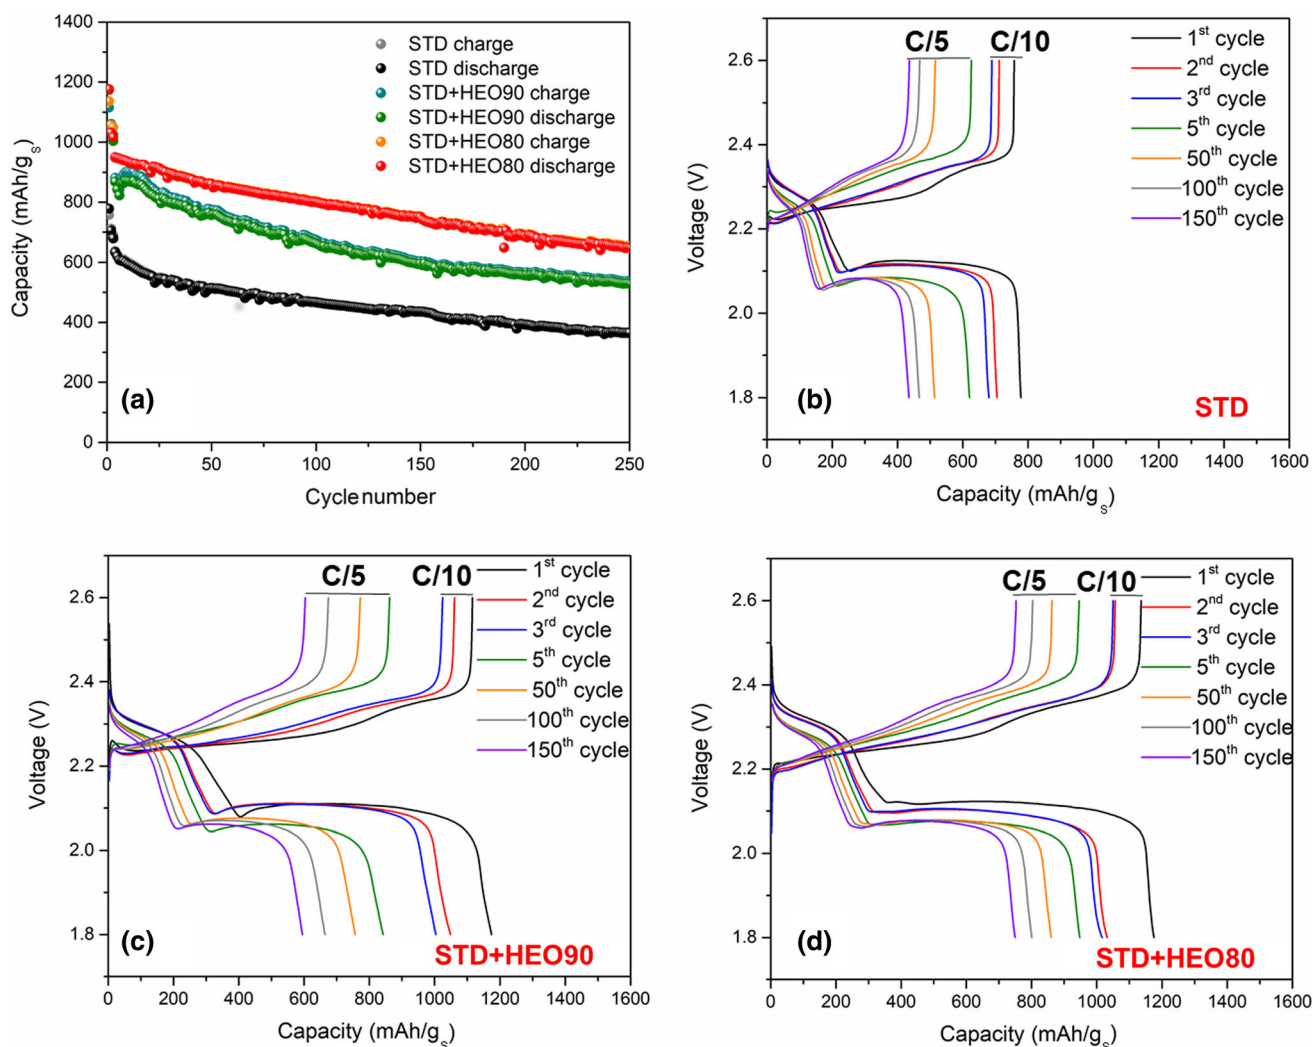 1400
1200
1000
800
600
400
200
0
0 50 100 150 200 250
Capacity (mAh/gs)
Cycle number
STD charge
STD discharge
STD+HEO90 charge
STD+HEO90 discharge
STD+HEO80 charge
STD+HEO80 discharge
(a)
2.6
2.4
2.2
2.0
1.8
0 200 400 600 800 1000 1200 1400 1600
Voltage (V)
Capacity (mAh/gS)
C/5 C/10
1st cycle
2nd cycle
3rd cycle
5th cycle
50th cycle
100th cycle
150th cycle
(b)
STD
2.6
2.4
2.2
2.0
1.8
0 200 400 600 800 1000 1200 1400 1600
Voltage (V)
Capacity (mAh/gs)
C/5 C/10
1st cycle
2nd cycle
3rd cycle
5th cycle
50th cycle
100th cycle
150th cycle
(c)
STD+HEO90
2.6
2.4
2.2
2.0
1.8
0 200 400 600 800 1000 1200 1400 1600
Voltage (V)
Capacity (mAh/gs)
C/5 C/10
1st cycle
2nd cycle
3rd cycle
5th cycle
50th cycle
100th cycle
150th cycle
(d)
STD+HEO80